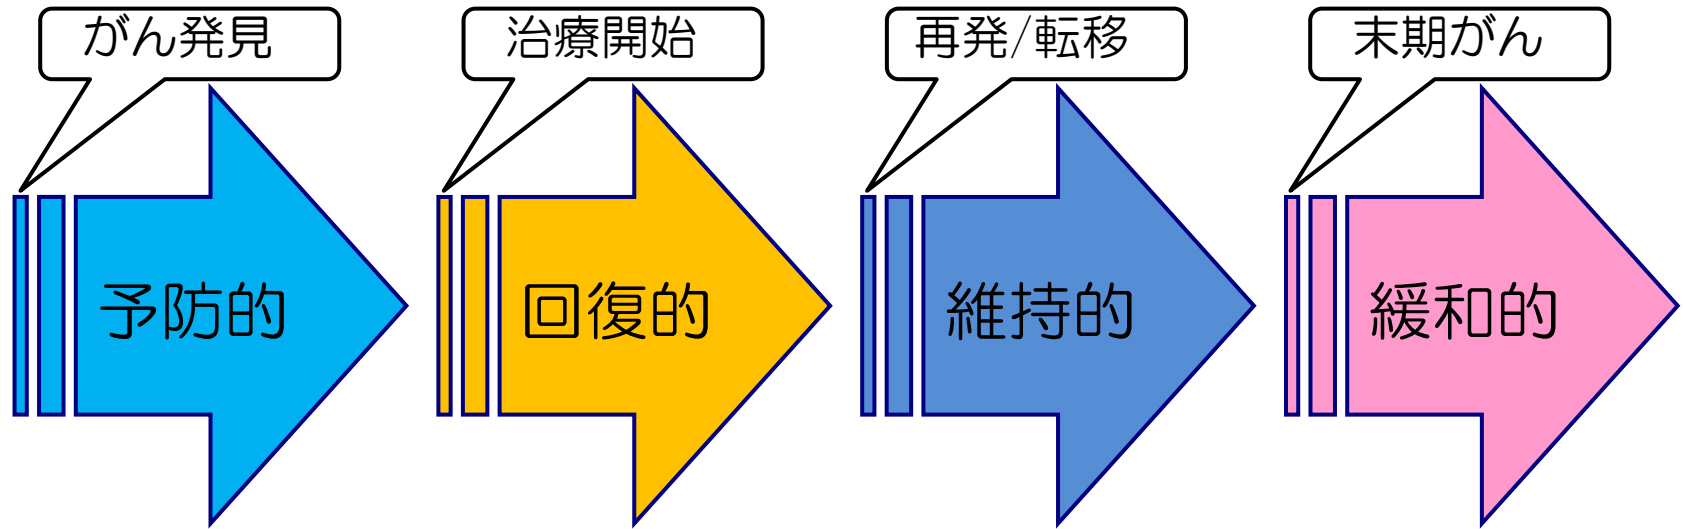 がん発見
治療開始
再発/転移
末期がん
予防的
回復的
維持的
緩和的